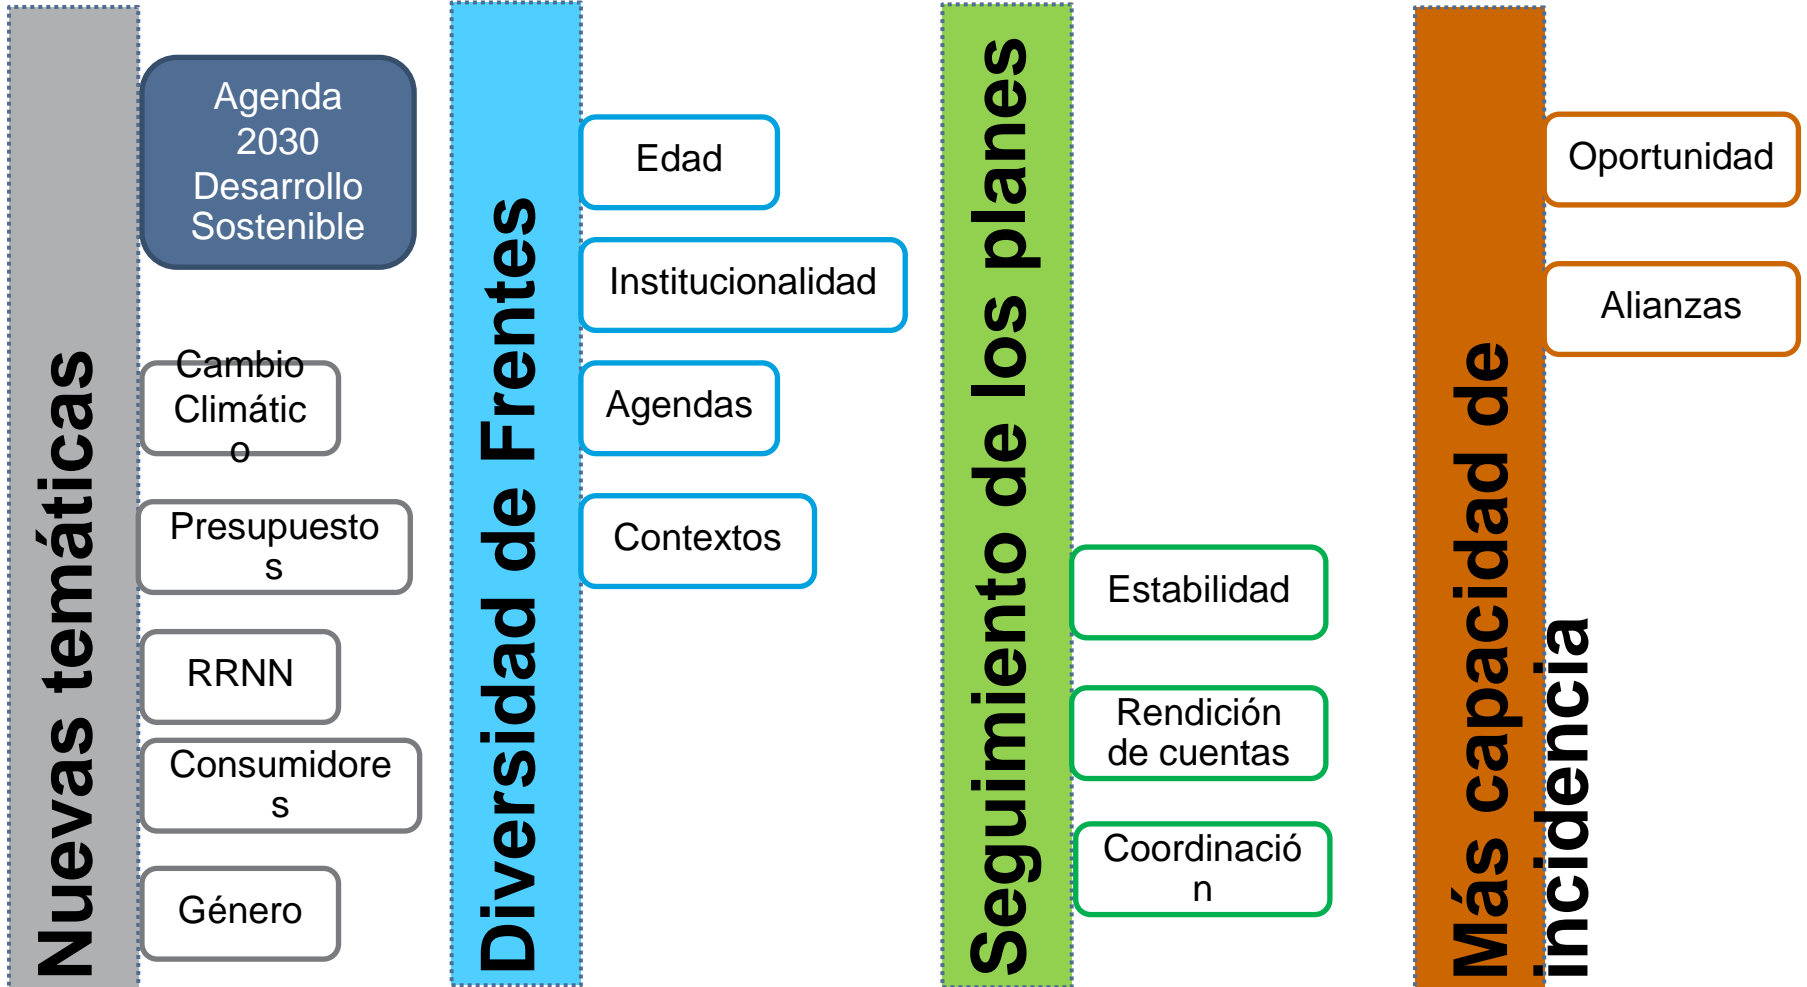 Nuevas temáticas
Agenda
2030
Desarrollo
Sostenible
Cambio
Climátic
o
Presupuesto
s
RRNN
Consumidore
s
Género
Diversidad de Frentes
Edad
Institucionalidad
Agendas
Contextos
Seguimiento de los planes
Estabilidad
Rendición
de cuentas
Coordinació
n
Más capacidad de
incidencia
Oportunidad
Alianzas